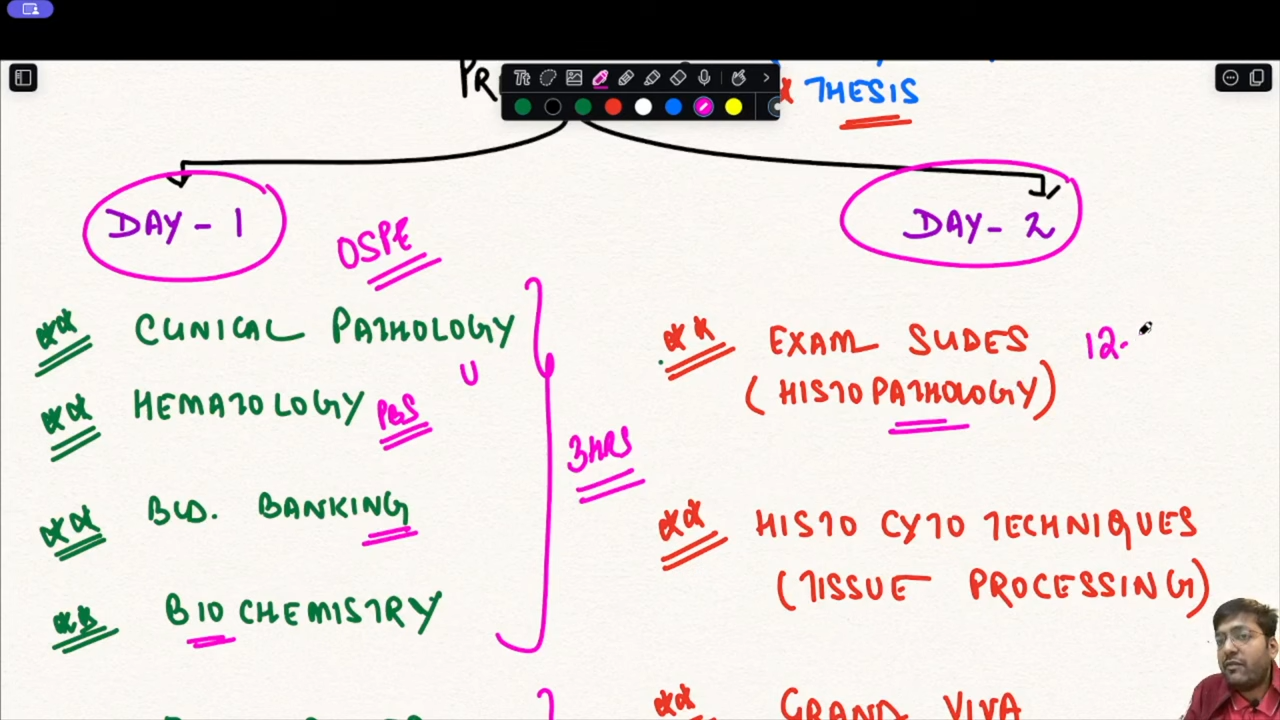 PR
THESIS
DAY - 1
DAY - 2
OSPE
** CLINICAL PATHOLOGY
U
** HEMATOLOGY PBS
** BLD. BANKING
** BIOCHEMISTRY
3HRS
** EXAM SLIDES 12-
(HISTOPATHOLOGY)
** HISTO CYTO TECHNIQUES
(TISSUE PROCESSING)
** GRAND VIVA